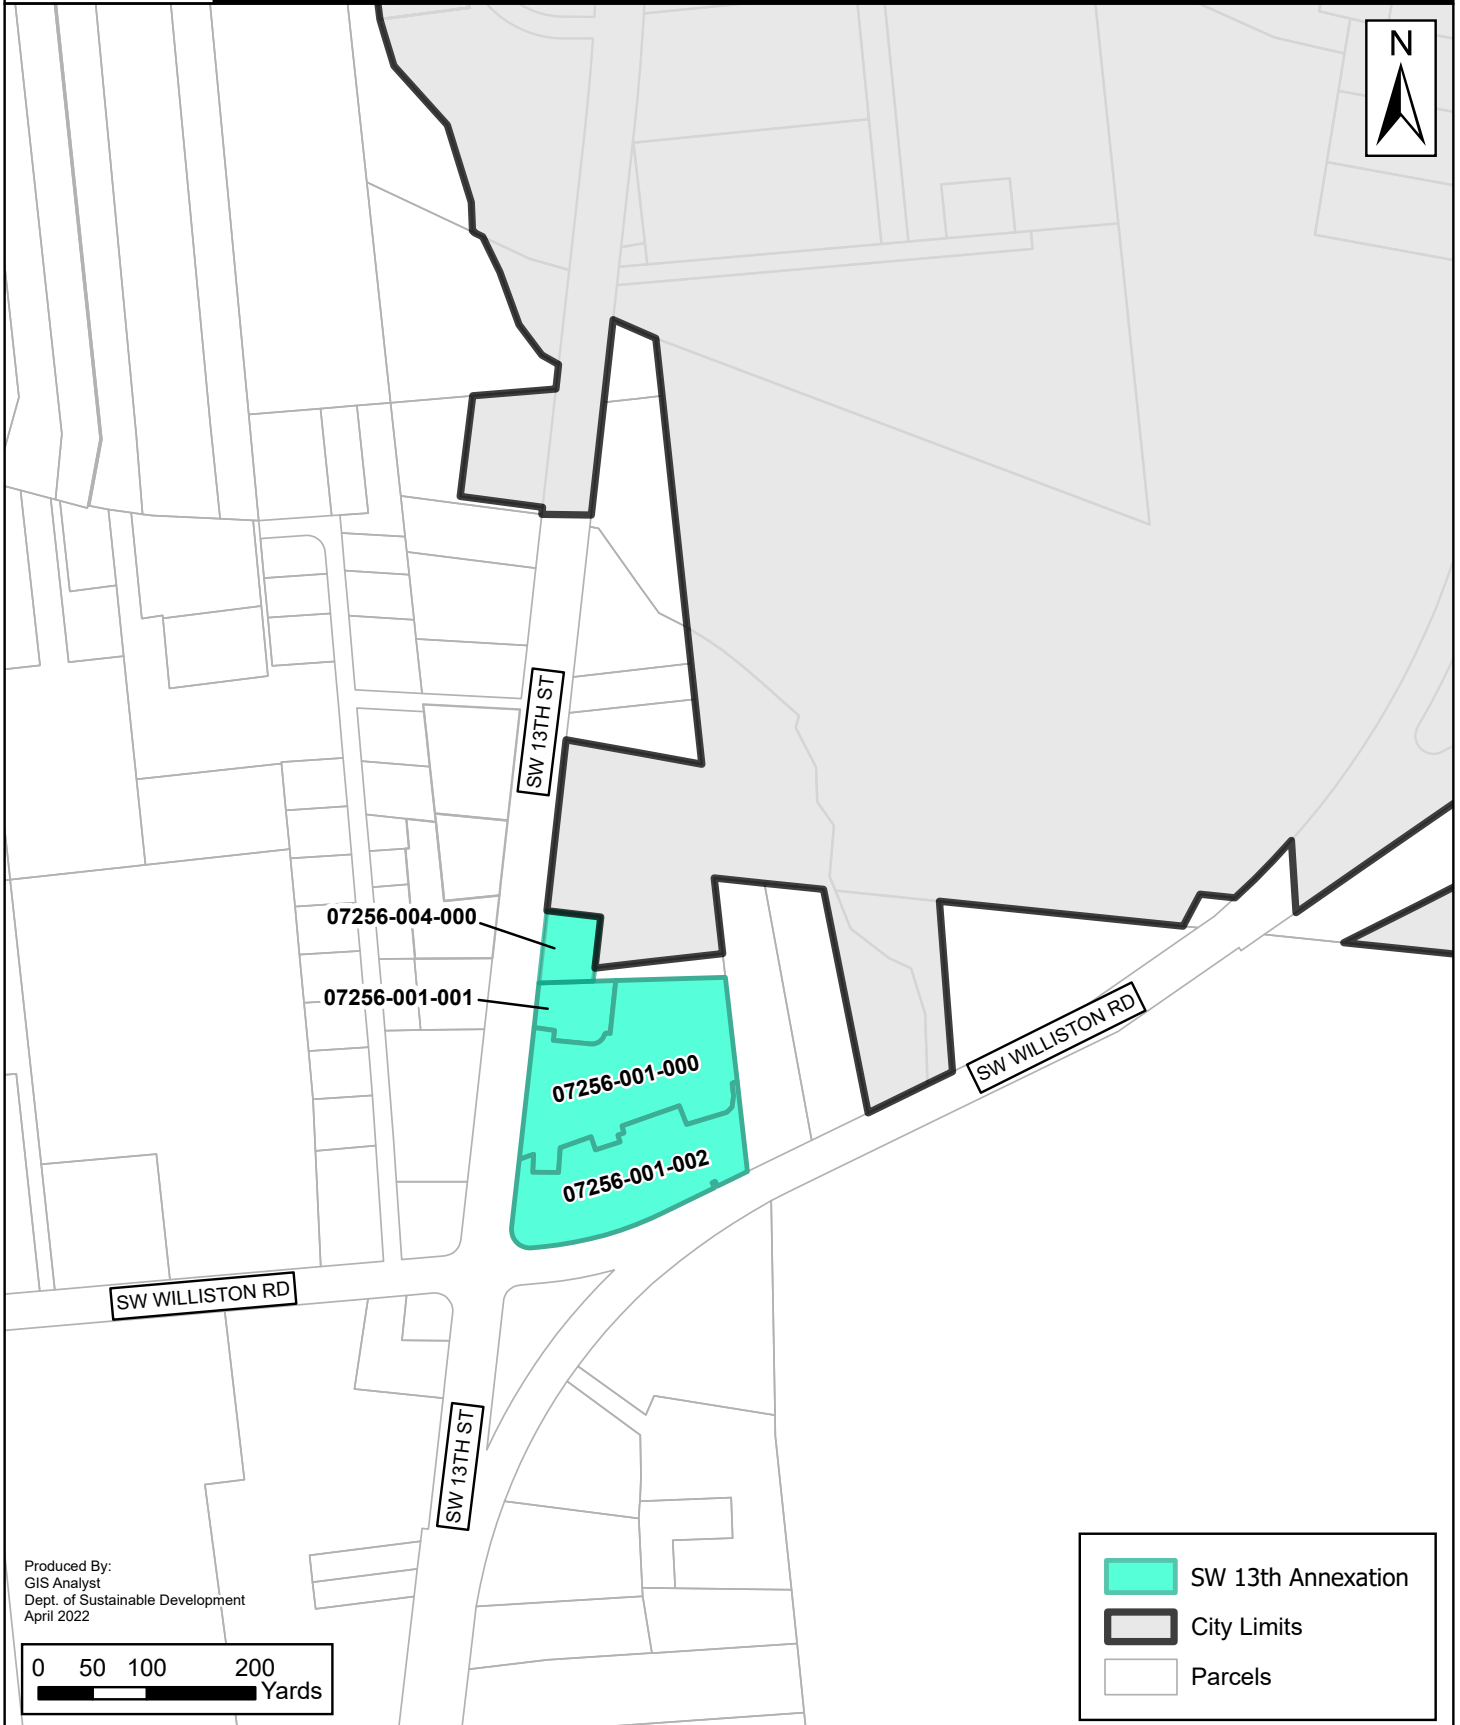 N
SW 13TH ST
07256-004-000
07256-001-001
07256-001-000
07256-001-002
SW WILLISTON RD
SW WILLISTON RD
SW 13TH ST
Produced By:
GIS Analyst
Dept. of Sustainable Development
April 2022
0 50 100 200
Yards
SW 13th Annexation
City Limits
Parcels